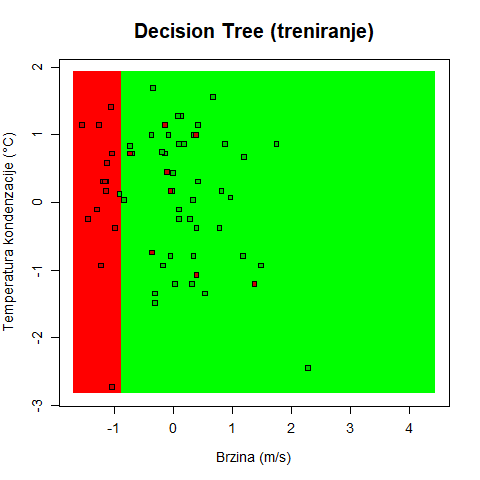 Decision Tree (treniranje)
Temperatura kondenzacije (°C)
2
1
0
-1
-2
-3
-1 0 1 2 3 4
Brzina (m/s)